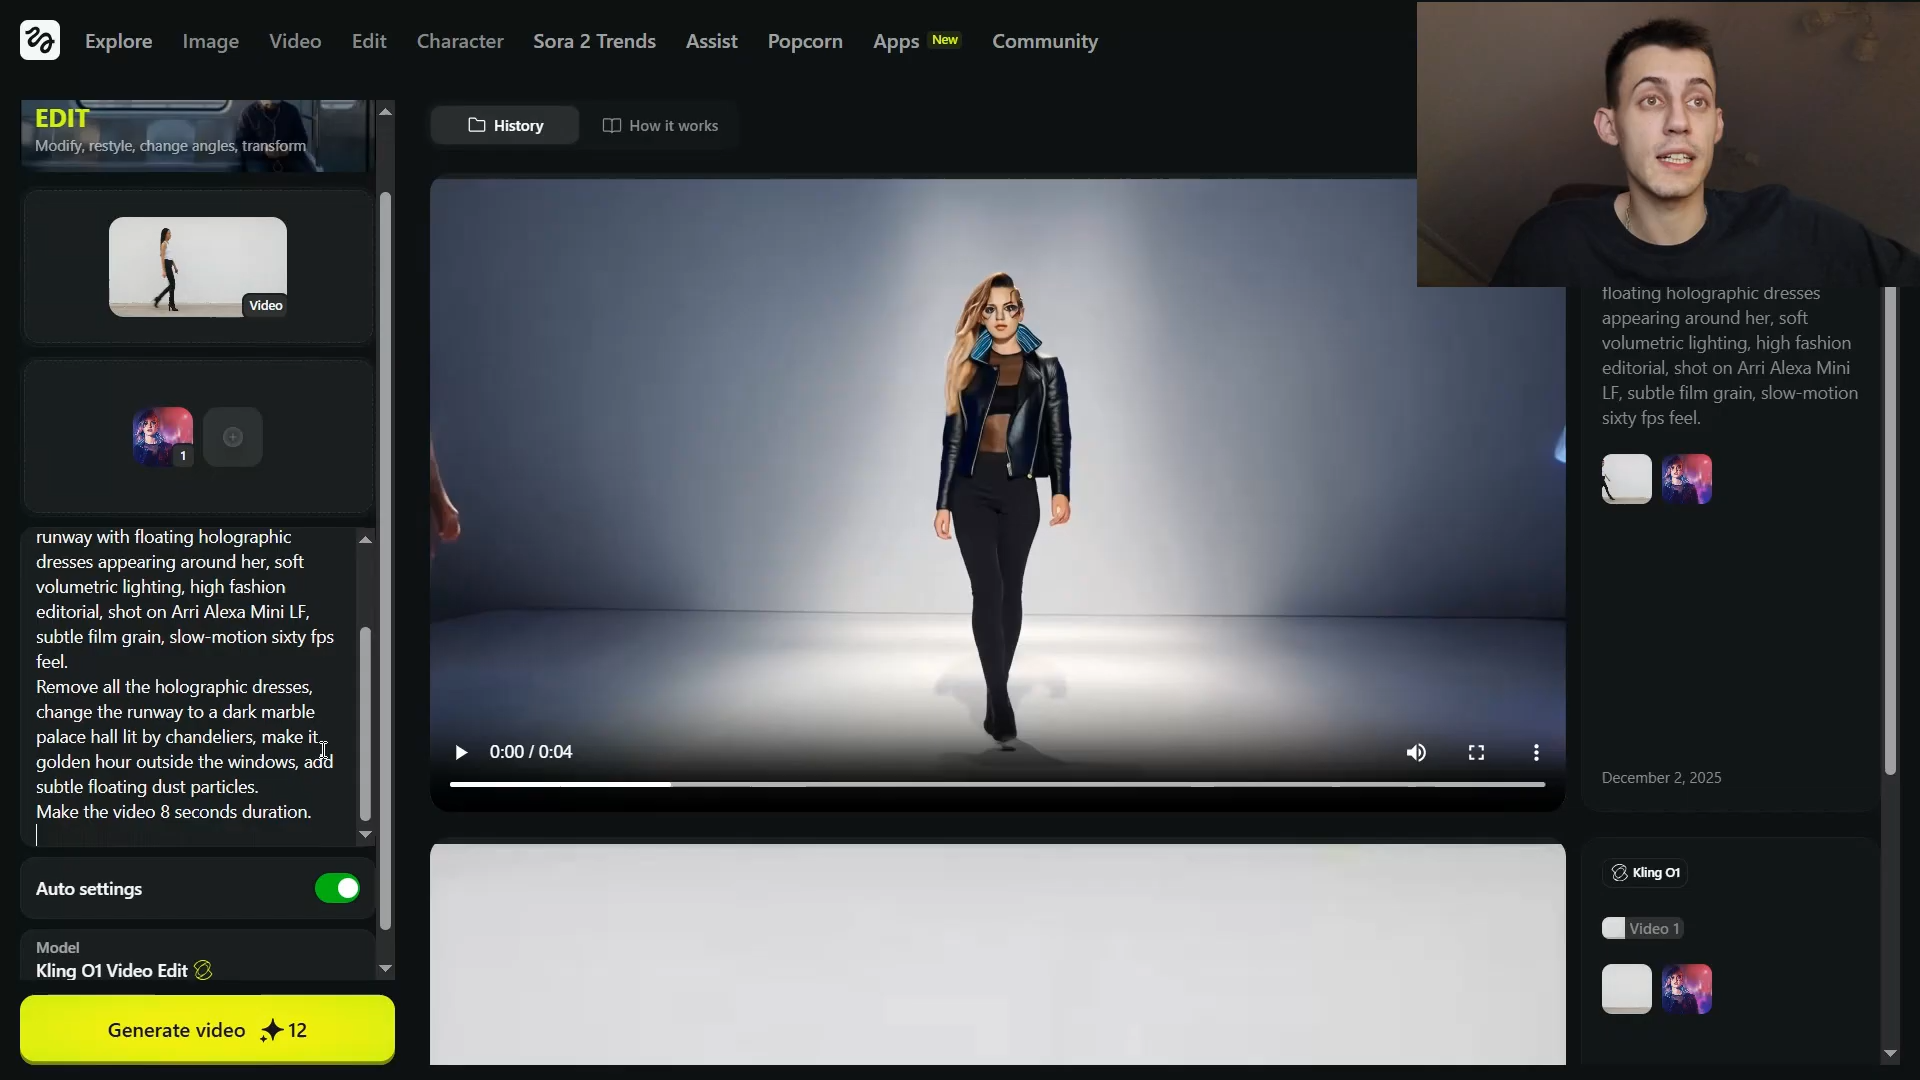 Explore
Image
Video
Edit
Character
Sora 2 Trends
Assist
Popcorn
Apps New
Community
EDIT
Modify, restyle, change angles, transform
Video
1
runway with floating holographic
dresses appearing around her, soft
volumetric lighting, high fashion
editorial, shot on Arri Alexa Mini LF,
subtle film grain, slow-motion sixty fps
feel.
Remove all the holographic dresses,
change the runway to a dark marble
palace hall lit by chandeliers, make it
golden hour outside the windows, add
subtle floating dust particles.
Make the video 8 seconds duration.
Auto settings
Model
Kling O1 Video Edit
Generate video 12
History
How it works
0:00 / 0:04
floating holographic dresses
appearing around her, soft
volumetric lighting, high fashion
editorial, shot on Arri Alexa Mini
LF, subtle film grain, slow-motion
sixty fps feel.
December 2, 2025
Kling O1
Video 1